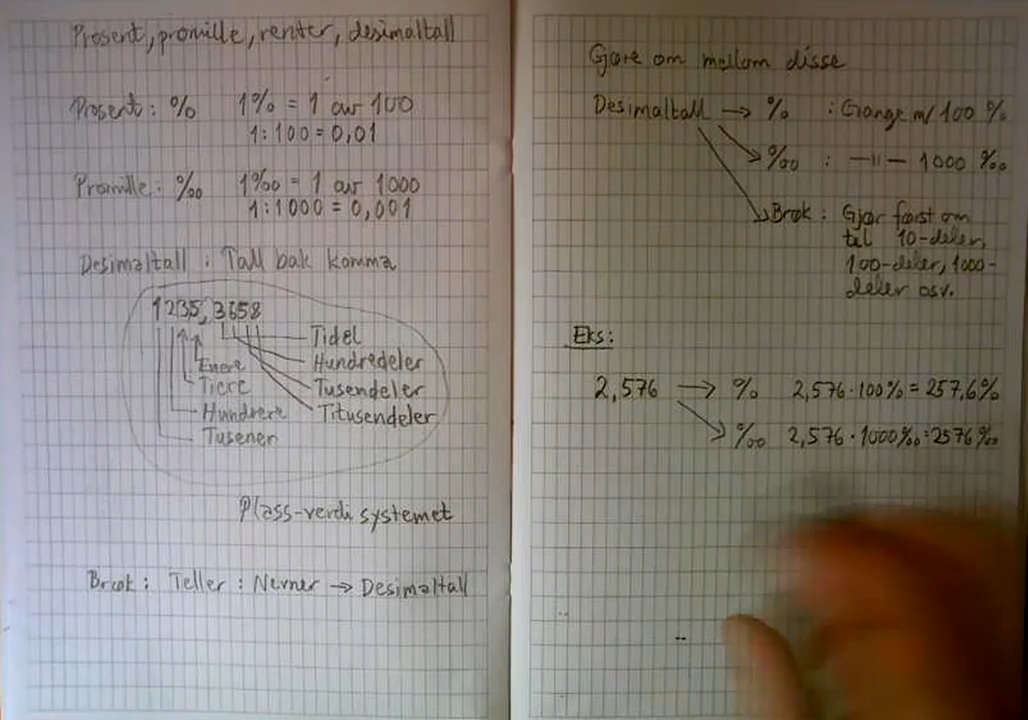 Prosent, promille, renter, desimaltall
Prosent: % 1% = 1 av 100
1:100 = 0,01
Promille: ‰ 1‰ = 1 av 1000
1:1000 = 0,001
Desimaltall : Tall bak komma
1235,3658
Tidel
Enere
Hundredeler
Tiere
Tusendeler
Hundrere
Titusendeler
Tusener
Plass-verdi systemet
Brøk: Teller : Nevner → Desimaltall
Gjøre om mellom disse
Desimaltall → % : Gange m/ 100 %
‰ : —||— 1000 ‰
Brøk: Gjør først om
til 10-deler,
100-deler, 1000-
deler osv.
Eks:
2,576 → % 2,576·100% = 257,6%
‰ 2,576·1000‰ = 2576‰